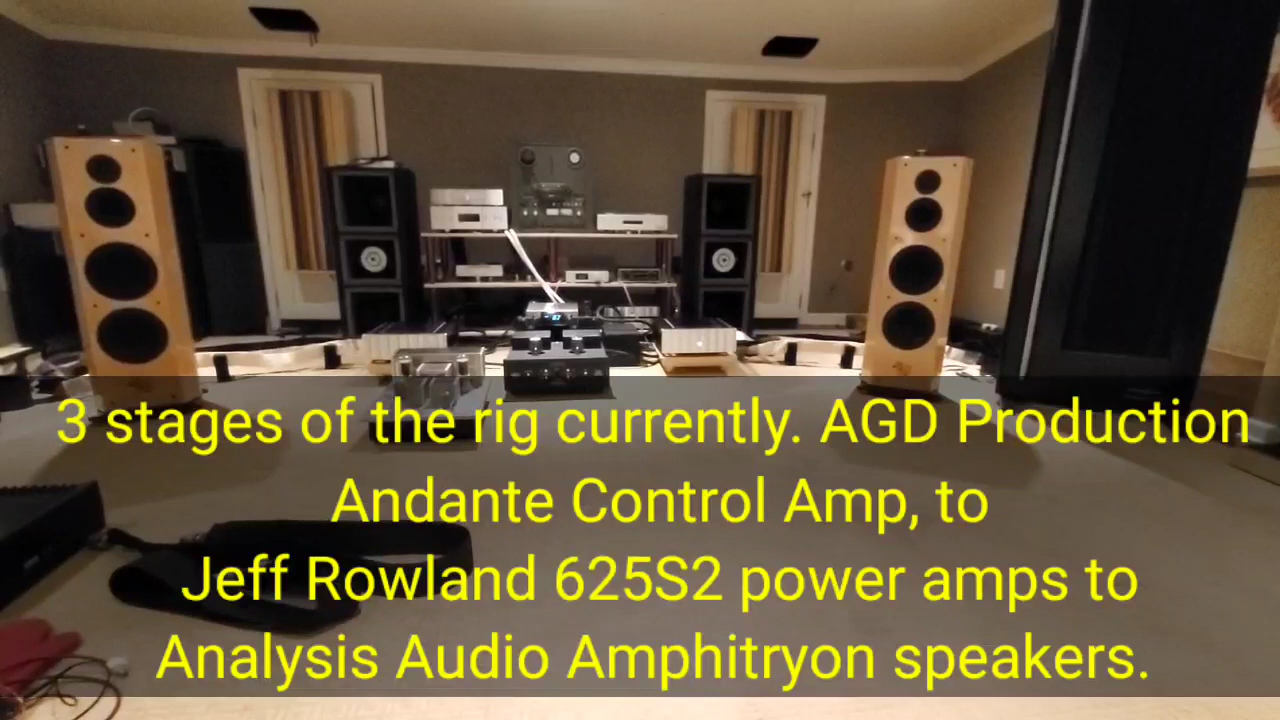 3 stages of the rig currently. AGD Production
Andante Control Amp, to
Jeff Rowland 625S2 power amps to
Analysis Audio Amphitryon speakers.